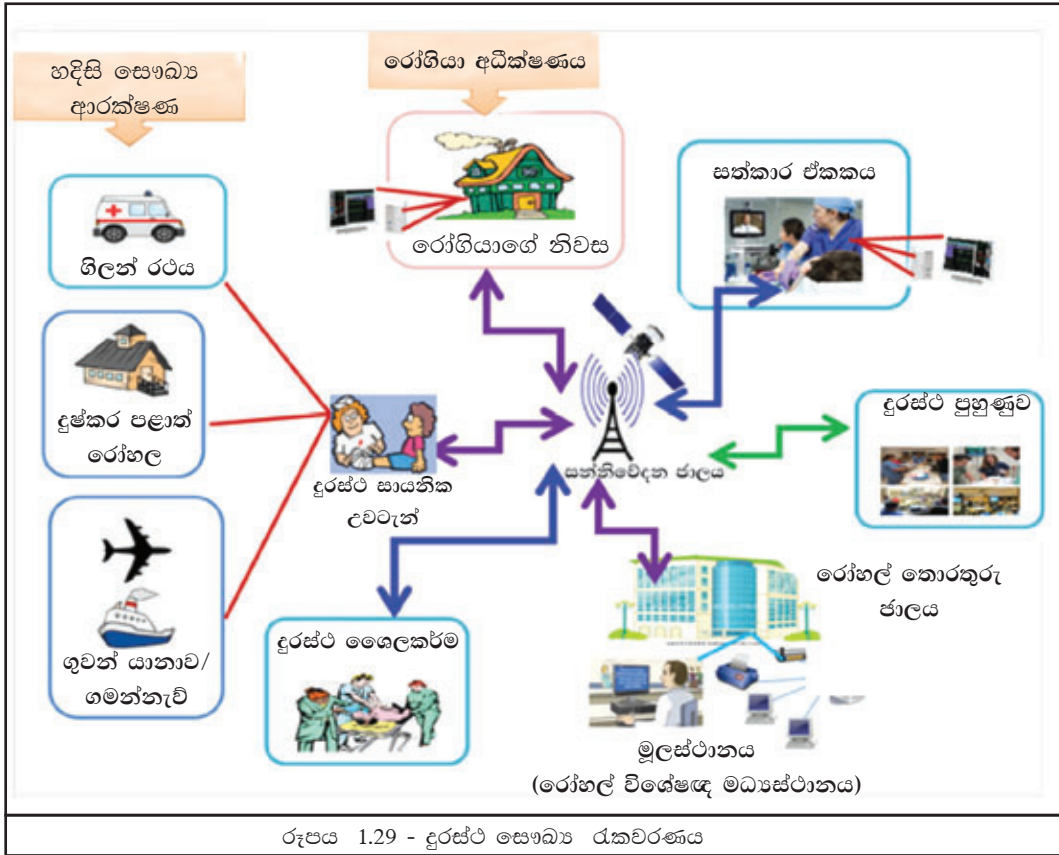 හදිසි සෞඛ්‍ය
ආරක්ෂණ
රෝගියා අධීක්ෂණය
ගිලන් රථය
රෝගියාගේ නිවස
සත්කාර ඒකකය
දුෂ්කර පළාත්
රෝහල
දුරස්ථ සායනික
උවටැන්
සන්නිවේදන ජාලය
දුරස්ථ පුහුණුව
ගුවන් යානාව/
ගමන්නැව්
දුරස්ථ ශෛලකර්ම
රෝහල් තොරතුරු
ජාලය
මූලස්ථානය
(රෝහල් විශේෂඥ මධ්‍යස්ථානය)
රූපය 1.29 - දුරස්ථ සෞඛ්‍ය රැකවරණය